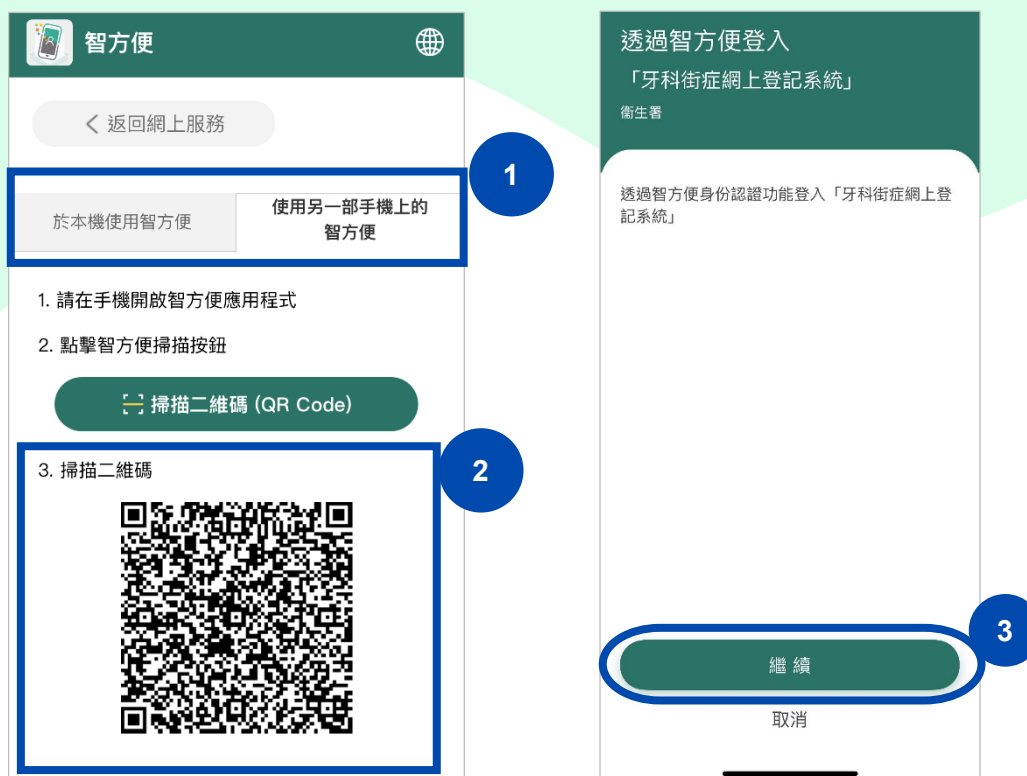 智方便
返回網上服務
1
於本機使用智方便
使用另一部手機上的
智方便
1. 請在手機開啟智方便應用程式
2. 點擊智方便掃描按鈕
掃描二維碼 (QR Code)
2
3. 掃描二維碼
透過智方便登入
「牙科街症網上登記系統」
衞生署
透過智方便身份認證功能登入「牙科街症網上登
記系統」
3
繼續
取消